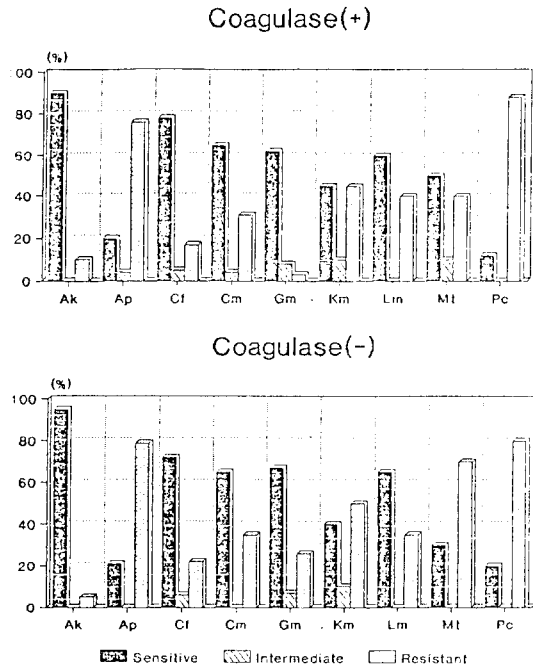 Coagulase(+)
(%)
00
80
60
40
20
0
Ak Ap Cf Cm Gm Km Lm Mt Pc
Coagulase(-)
(%)
100
80
60
40
20
0
Ak Ap Cf Cm Gm Km Lm Mt Pc
Sensitive Intermediate Resistant